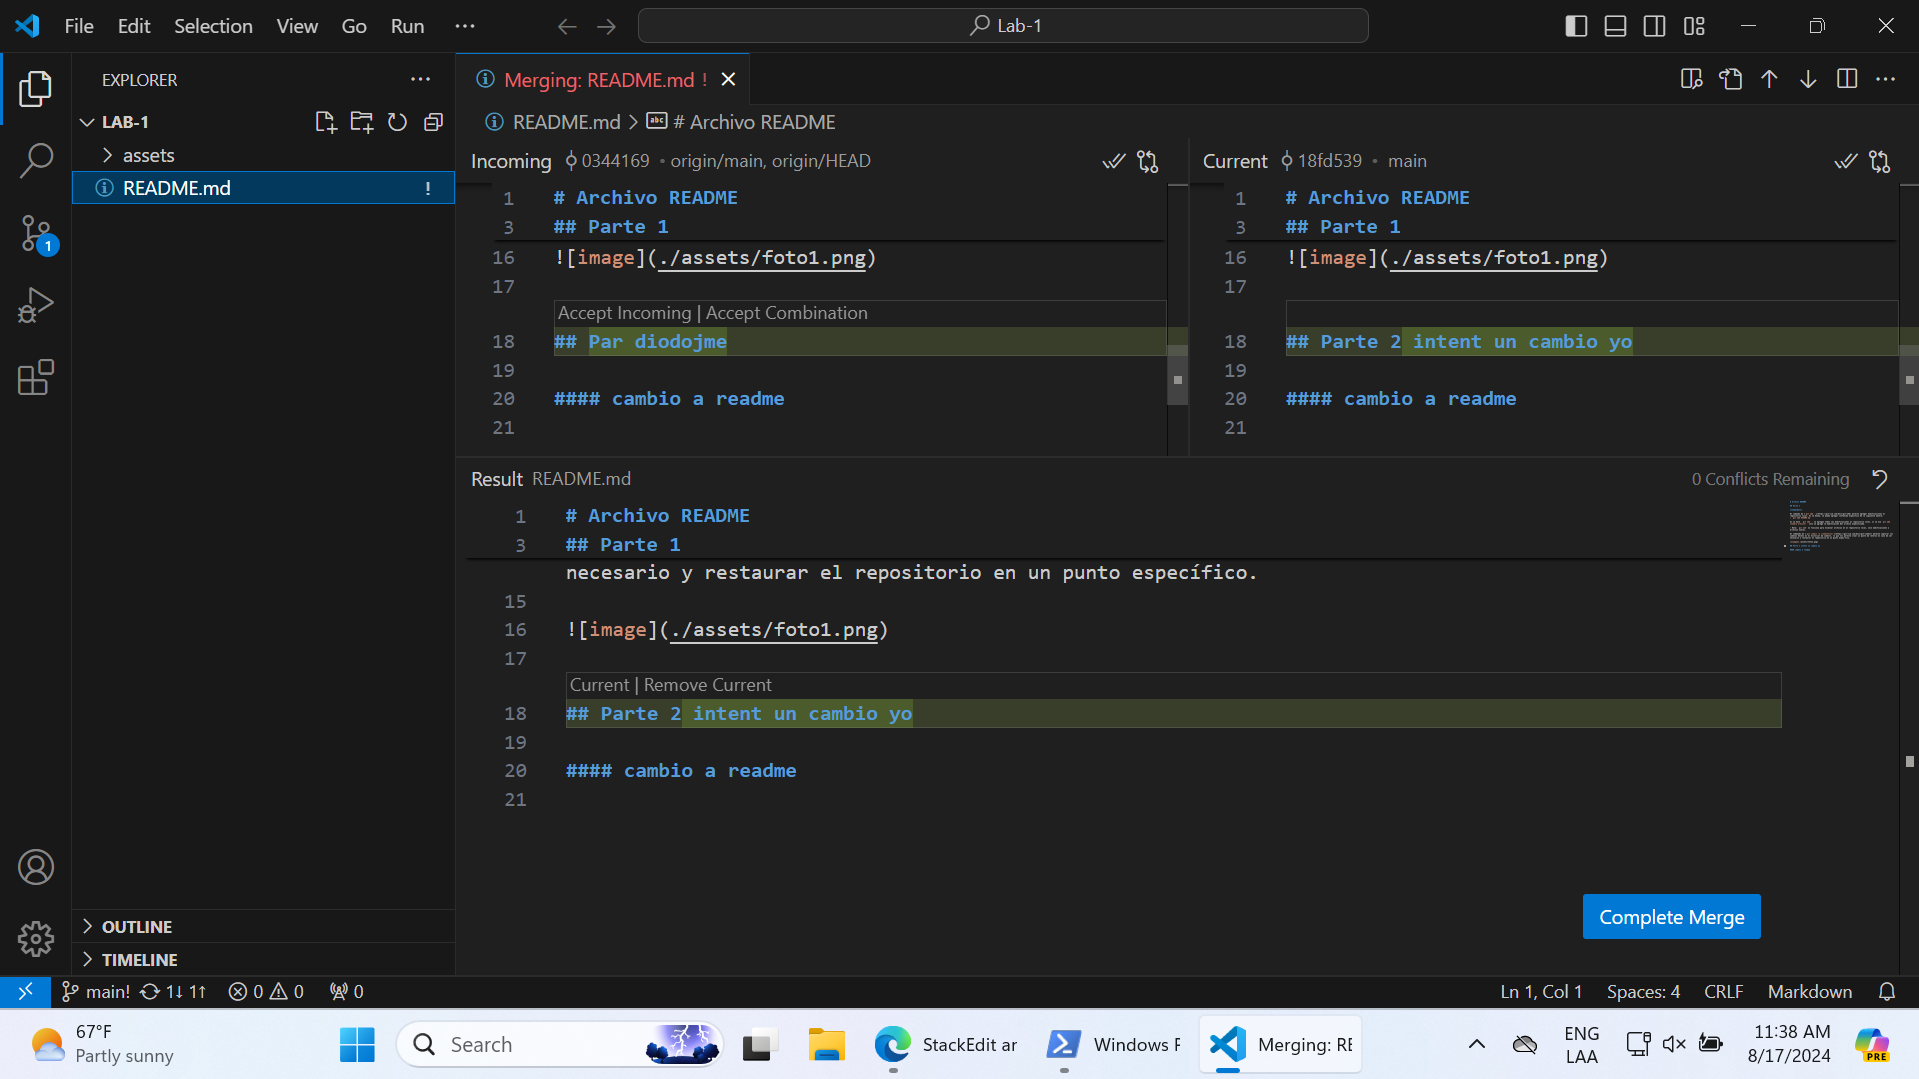 File Edit Selection View Go Run ··· Lab-1
EXPLORER ···
LAB-1
assets
README.md !
Merging: README.md !
README.md > # Archivo README
Incoming 0344169 • origin/main, origin/HEAD
1 # Archivo README
3 ## Parte 1
16 ![image](./assets/foto1.png)
17
Accept Incoming | Accept Combination
18 ## Par diodojme
19
20 #### cambio a readme
21
Current 18fd539 • main
1 # Archivo README
3 ## Parte 1
16 ![image](./assets/foto1.png)
17
18 ## Parte 2 intent un cambio yo
19
20 #### cambio a readme
21
Result README.md 0 Conflicts Remaining
1 # Archivo README
3 ## Parte 1
necesario y restaurar el repositorio en un punto específico.
15
16 ![image](./assets/foto1.png)
17
Current | Remove Current
18 ## Parte 2 intent un cambio yo
19
20 #### cambio a readme
21
Complete Merge
OUTLINE
TIMELINE
1
main! 1↓ 1↑ 0 0 0 Ln 1, Col 1 Spaces: 4 CRLF Markdown
67°F
Partly sunny
Search
StackEdit ar
Windows P
Merging: RE
ENG
LAA
11:38 AM
8/17/2024
PRE